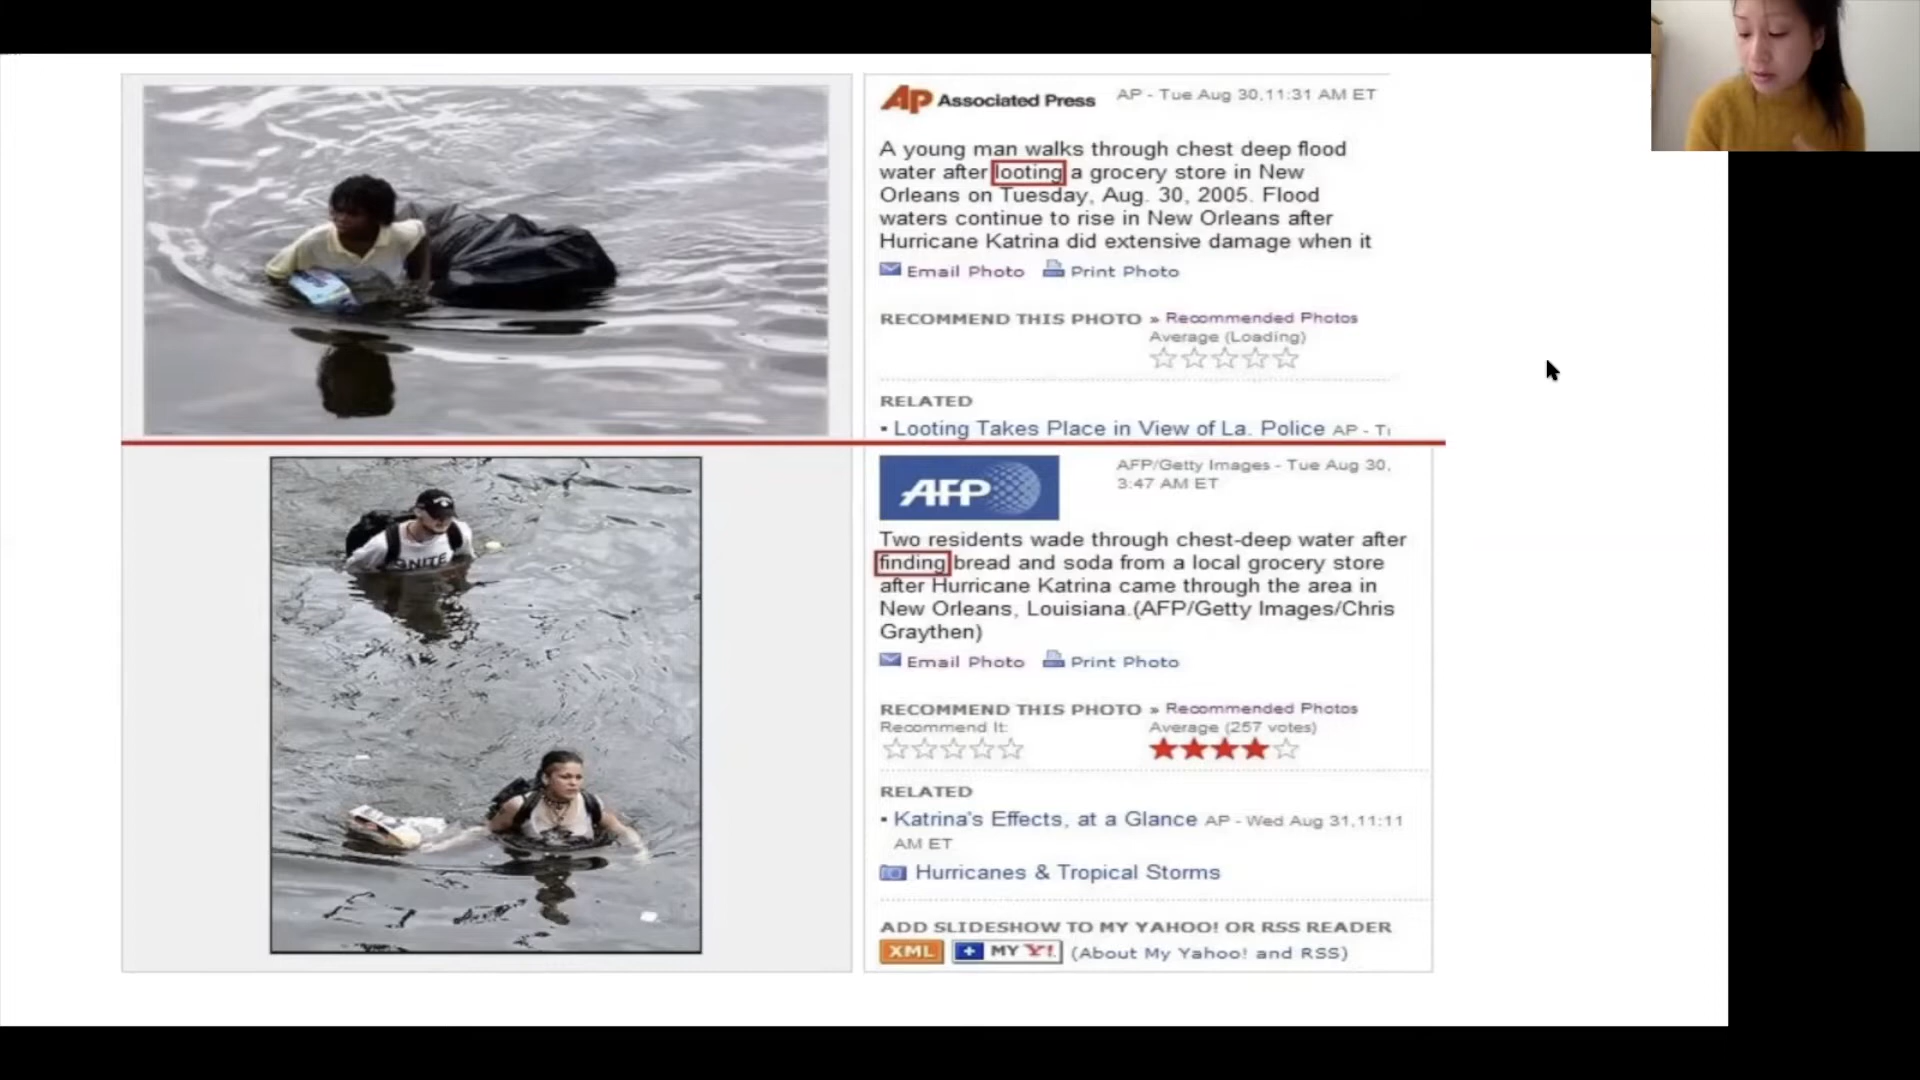 AP Associated Press AP - Tue Aug 30,11:31 AM ET
A young man walks through chest deep flood
water after looting a grocery store in New
Orleans on Tuesday, Aug. 30, 2005. Flood
waters continue to rise in New Orleans after
Hurricane Katrina did extensive damage when it
Email Photo Print Photo
RECOMMEND THIS PHOTO » Recommended Photos
Average (Loading)
RELATED
• Looting Takes Place in View of La. Police AP -
NITE
AFP AFP/Getty Images - Tue Aug 30,
3:47 AM ET
Two residents wade through chest-deep water after
finding bread and soda from a local grocery store
after Hurricane Katrina came through the area in
New Orleans, Louisiana.(AFP/Getty Images/Chris
Graythen)
Email Photo Print Photo
RECOMMEND THIS PHOTO » Recommended Photos
Recommend It: Average (257 votes)
RELATED
• Katrina's Effects, at a Glance AP - Wed Aug 31,11:11
AM ET
Hurricanes & Tropical Storms
ADD SLIDESHOW TO MY YAHOO! OR RSS READER
XML + MY Y! (About My Yahoo! and RSS)